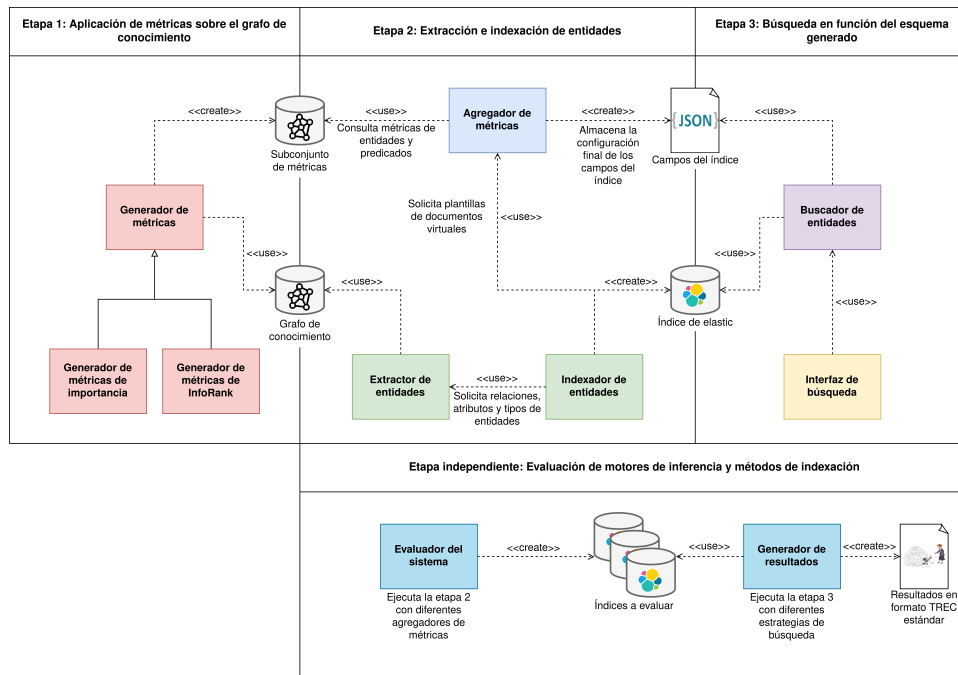 Etapa 1: Aplicación de métricas sobre el grafo de
conocimiento
Etapa 2: Extracción e indexación de entidades
Etapa 3: Búsqueda en función del esquema
generado
<<create>>
Subconjunto
de métricas
<<use>>
Consulta métricas de
entidades y
predicados
Agregador de
métricas
<<create>>
Almacena la
configuración
final de los
campos del
índice
{JSON}
Campos del índice
<<use>>
Generador de
métricas
<<use>>
Solicita plantillas
de documentos
virtuales
<<use>>
Buscador de
entidades
<<use>>
Grafo de
conocimiento
<<use>>
<<create>>
Índice de elastic
<<use>>
Generador de
métricas de
importancia
Generador de
métricas de
InfoRank
Extractor de
entidades
<<use>>
Solicita relaciones,
atributos y tipos de
entidades
Indexador de
entidades
Interfaz de
búsqueda
Etapa independiente: Evaluación de motores de inferencia y métodos de indexación
Evaluador del
sistema
Ejecuta la etapa 2
con diferentes
agregadores de
métricas
<<create>>
Índices a evaluar
<<use>>
Generador de
resultados
Ejecuta la etapa 3
con diferentes
estrategias de
búsqueda
<<create>>
Resultados en
formato TREC
estándar